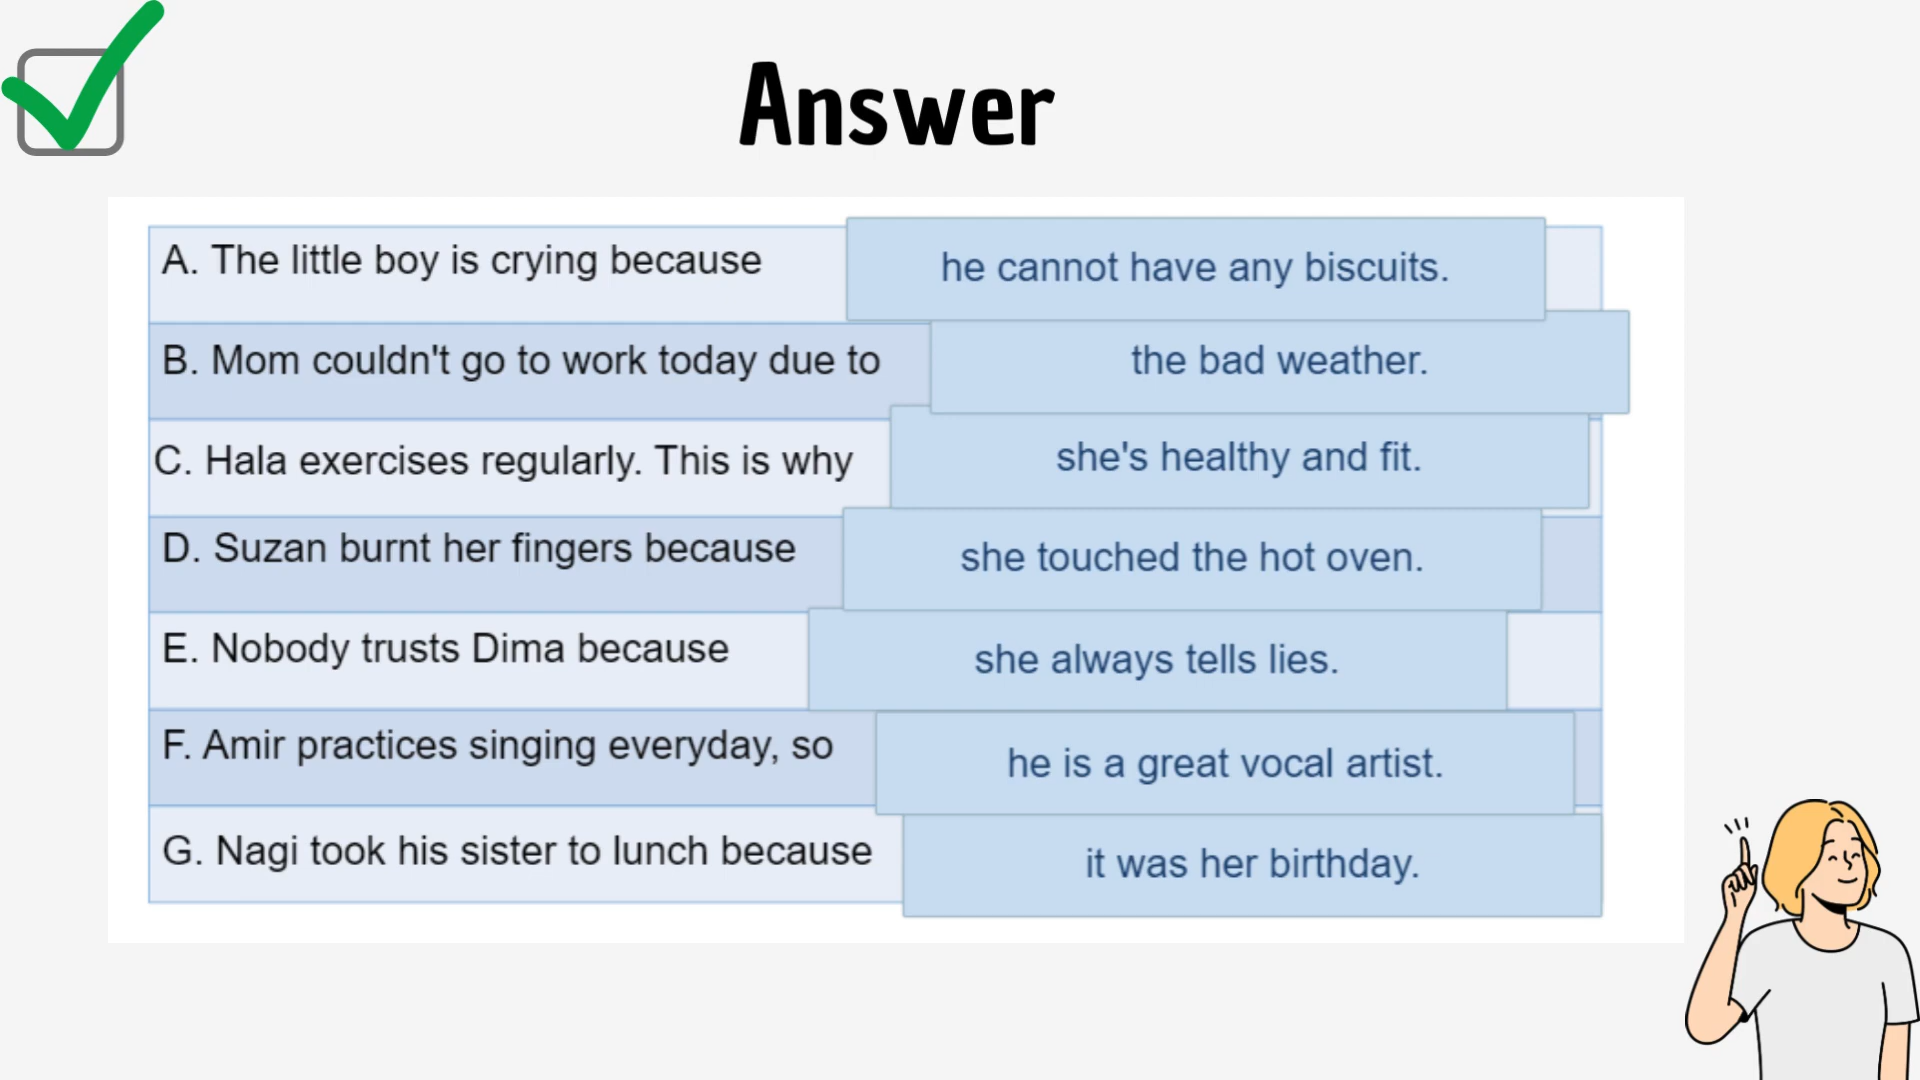 Answer
A. The little boy is crying because he cannot have any biscuits.
B. Mom couldn't go to work today due to the bad weather.
C. Hala exercises regularly. This is why she's healthy and fit.
D. Suzan burnt her fingers because she touched the hot oven.
E. Nobody trusts Dima because she always tells lies.
F. Amir practices singing everyday, so he is a great vocal artist.
G. Nagi took his sister to lunch because it was her birthday.